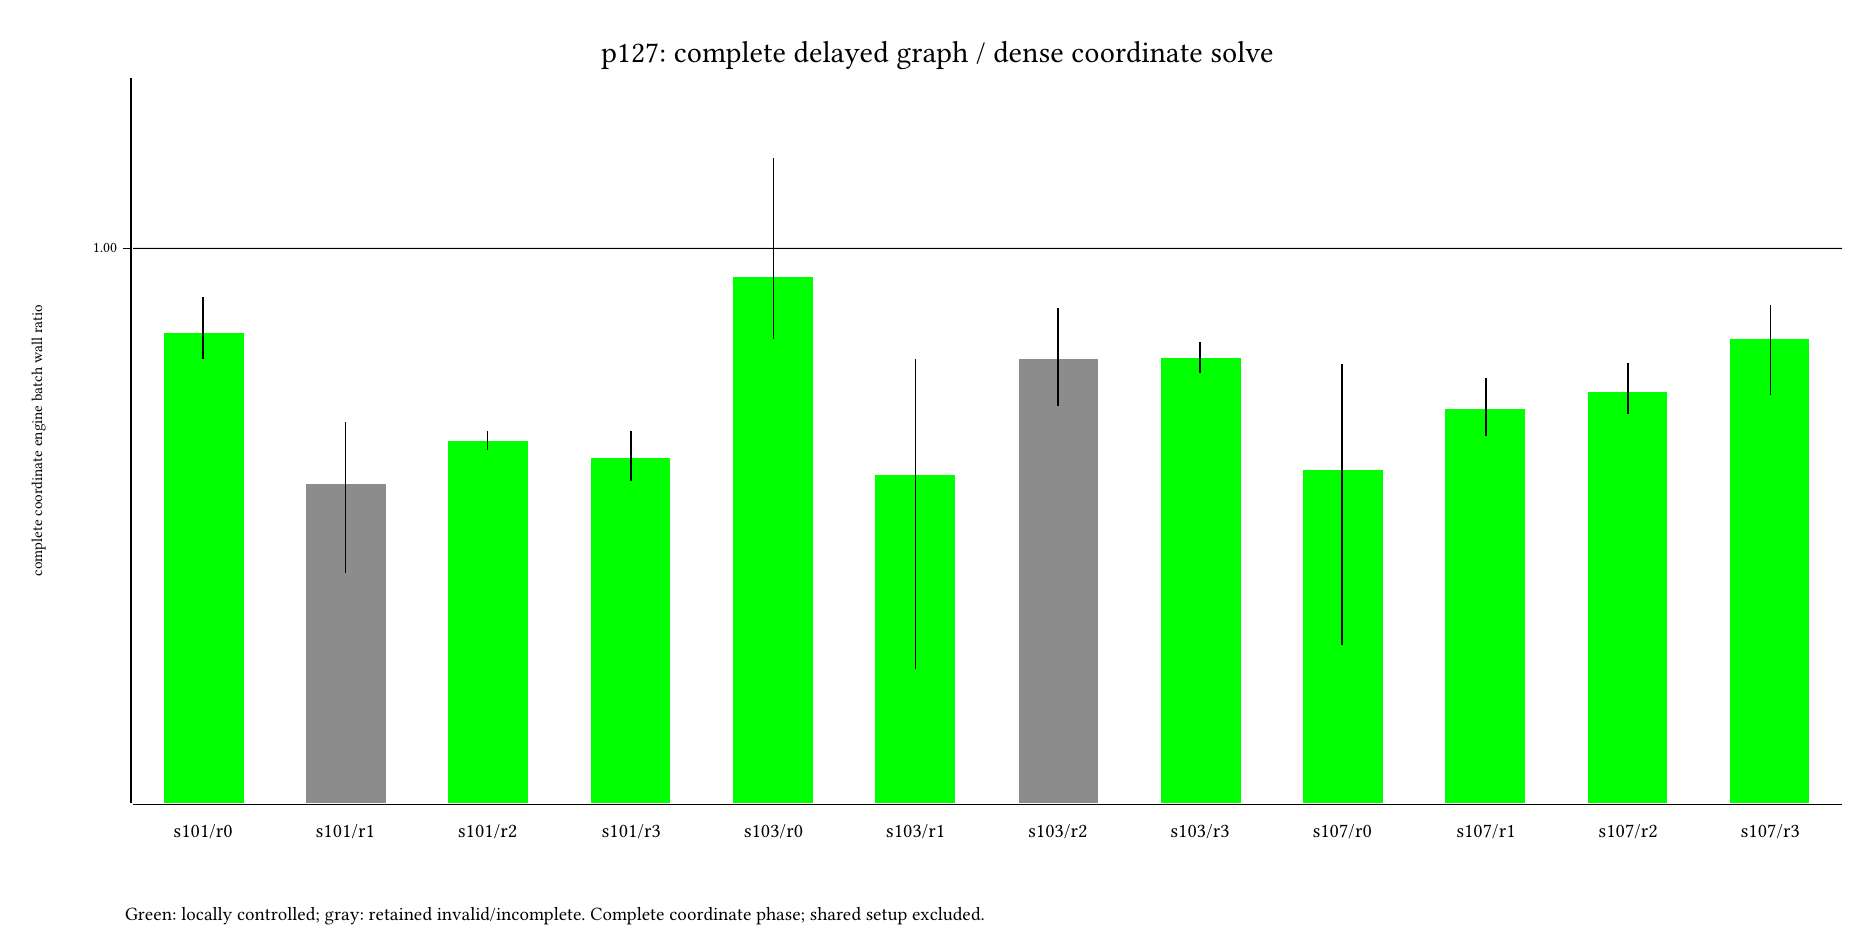 p127: complete delayed graph / dense coordinate solve
1.00
complete coordinate engine batch wall ratio
s101/r0
s101/r1
s101/r2
s101/r3
s103/r0
s103/r1
s103/r2
s103/r3
s107/r0
s107/r1
s107/r2
s107/r3
Green: locally controlled; gray: retained invalid/incomplete. Complete coordinate phase; shared setup excluded.